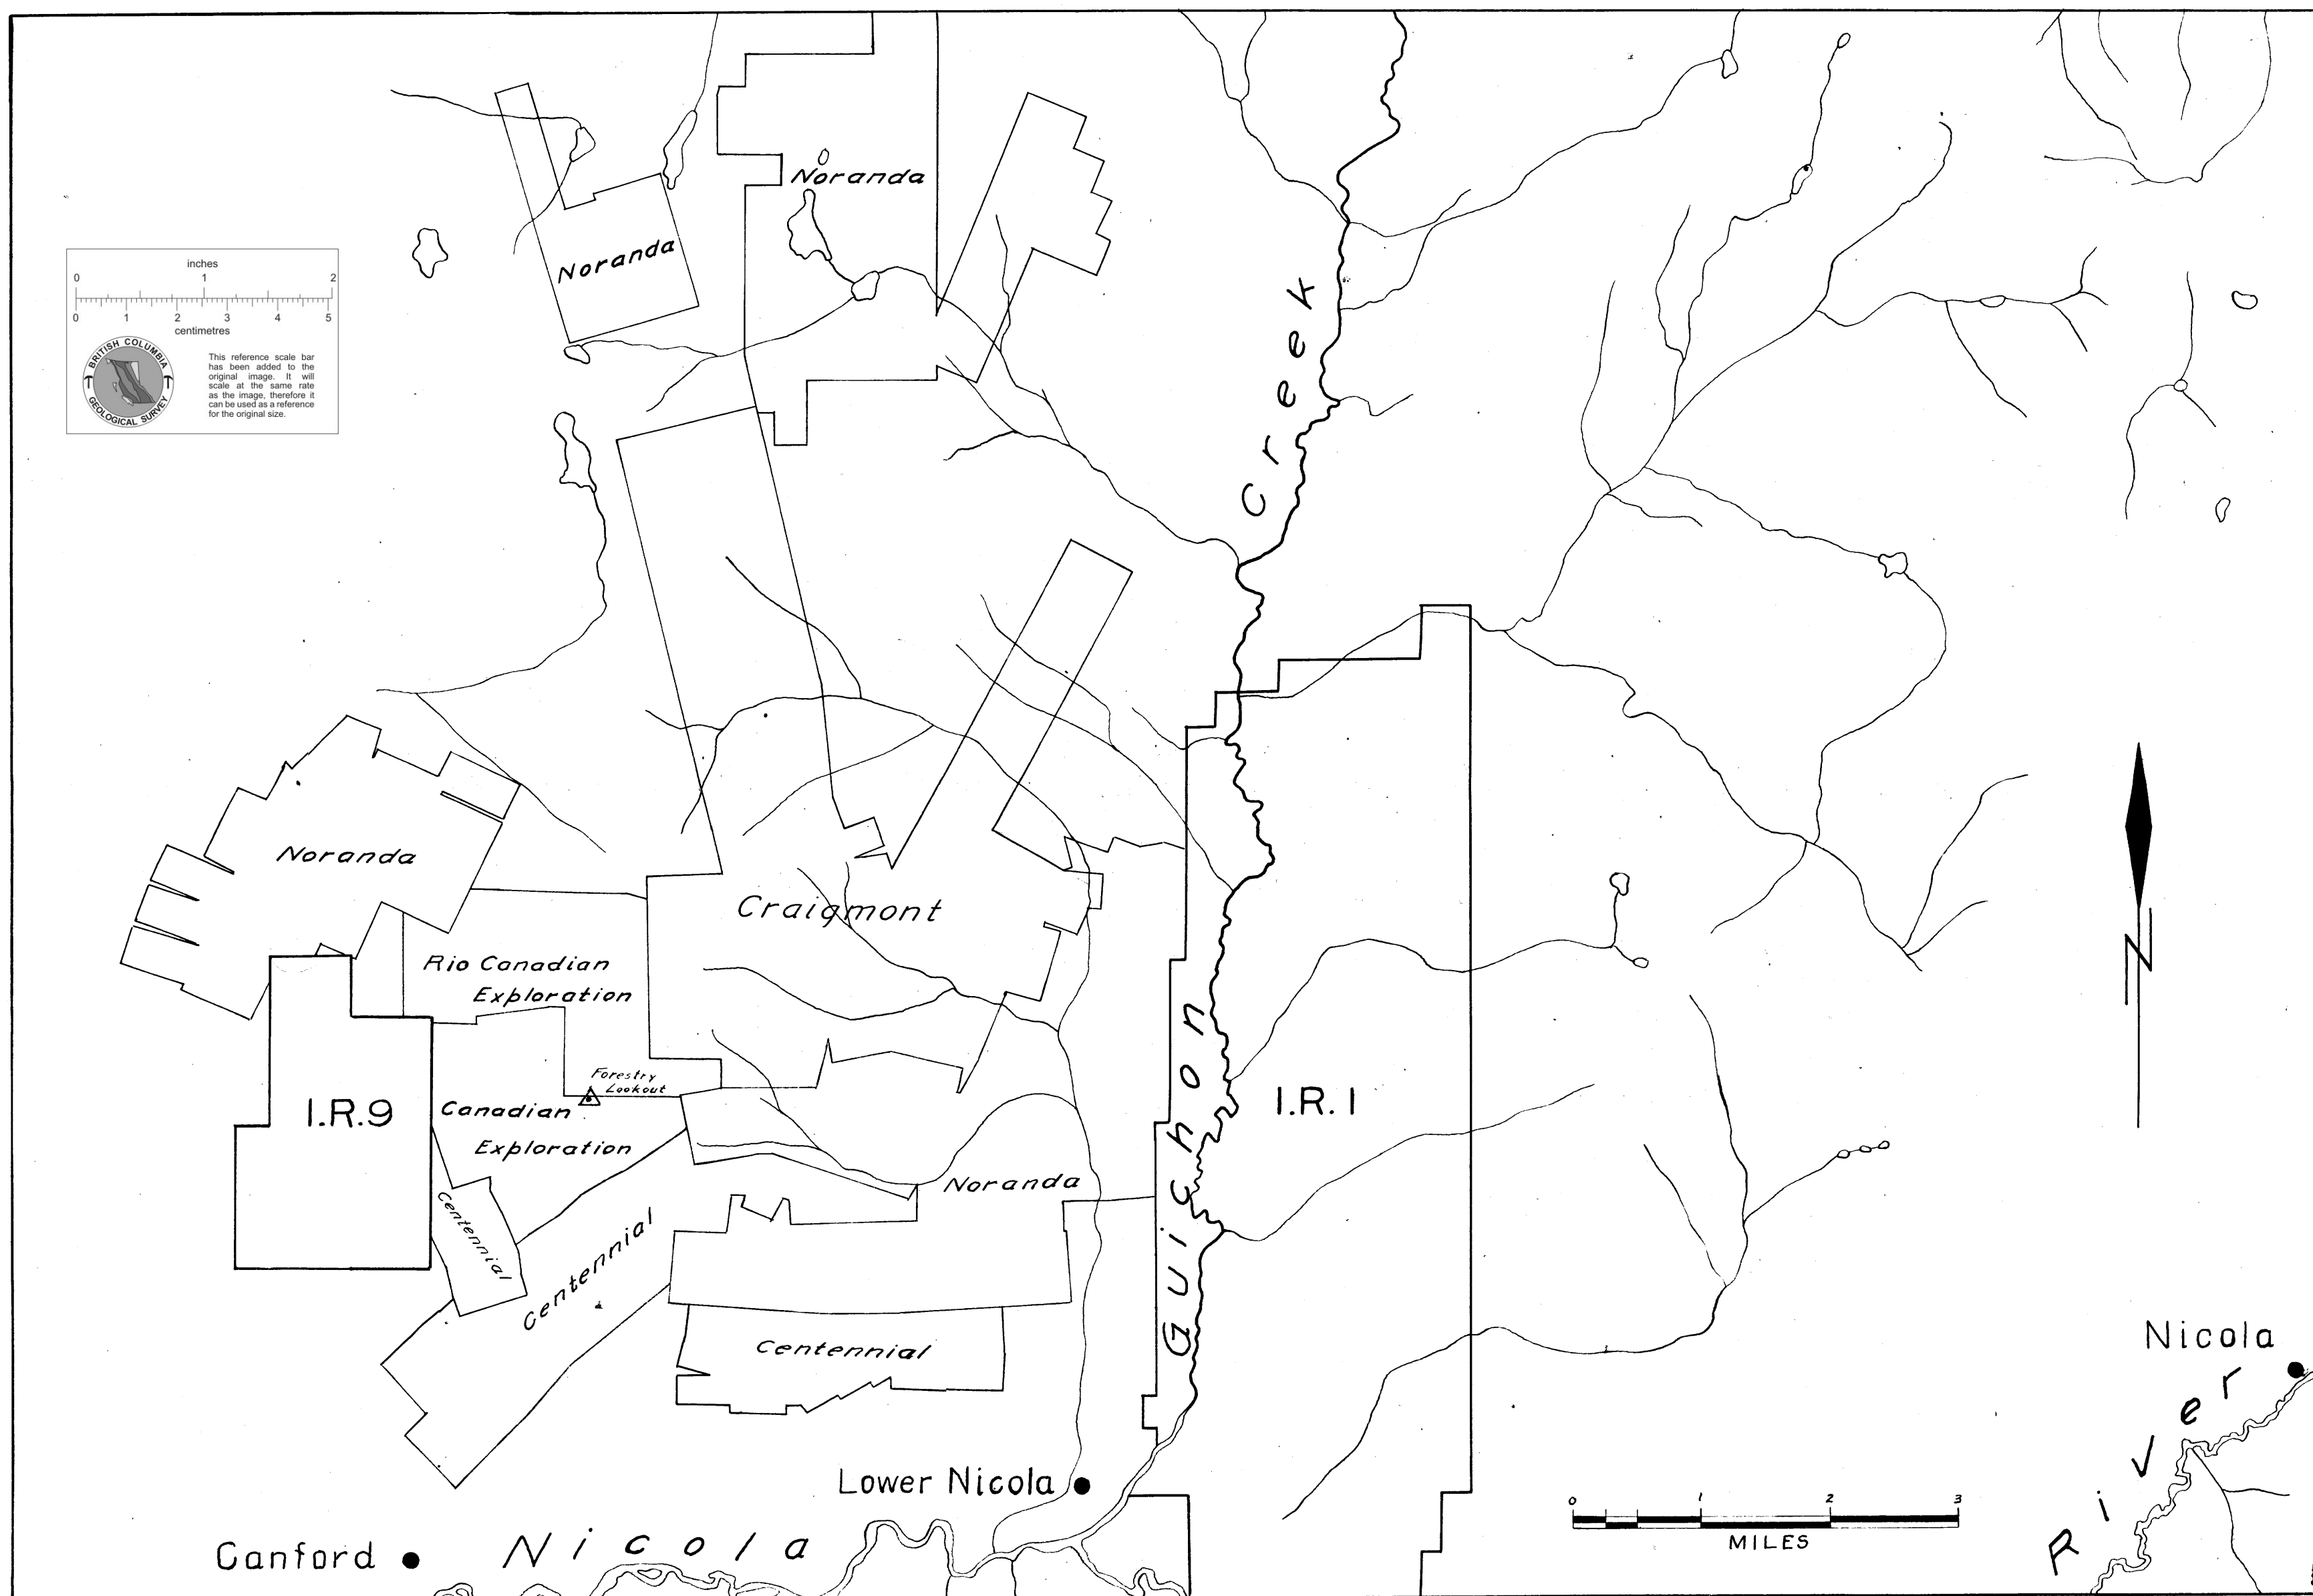 Noranda
Noranda
Creek
inches
0 1 2
0 1 2 3 4 5
centimetres
BRITISH COLUMBIA
GEOLOGICAL SURVEY
This reference scale bar
has been added to the
original image. It will
scale at the same rate
as the image, therefore it
can be used as a reference
for the original size.
Noranda
Craigmont
Rio Canadian
Exploration
N
Guichon
Forestry
Lookout
I.R.9
Canadian
Exploration
I.R.1
Noranda
Centennial
Centennial
Centennial
Nicola
River
Lower Nicola
0 1 2 3
MILES
Canford
Nicola